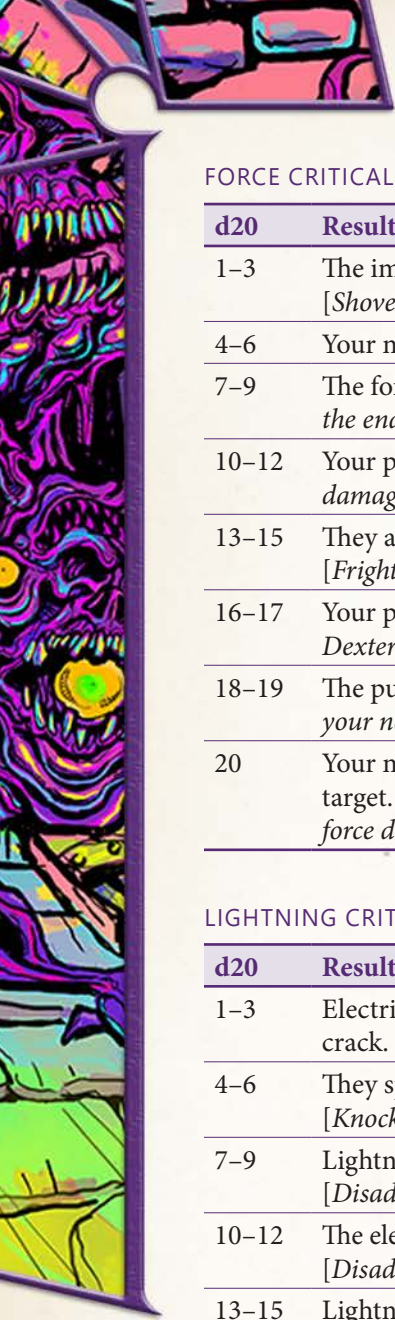 FORCE CRITICAL
d20 Result
1–3 The im
[Shove
4–6 Your n
7–9 The for
the end
10–12 Your p
damag
13–15 They a
[Fright
16–17 Your p
Dexter
18–19 The pu
your n
20 Your n
target.
force d
LIGHTNING CRIT
d20 Result
1–3 Electri
crack.
4–6 They s
[Knock
7–9 Lightn
[Disad
10–12 The ele
[Disad
13–15 Lightn